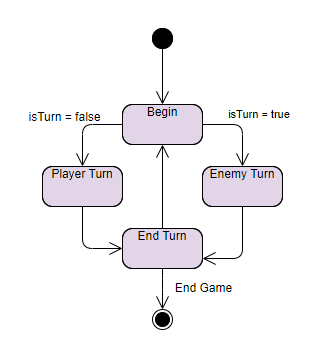 Begin
isTurn = false
isTurn = true
Player Turn
Enemy Turn
End Turn
End Game